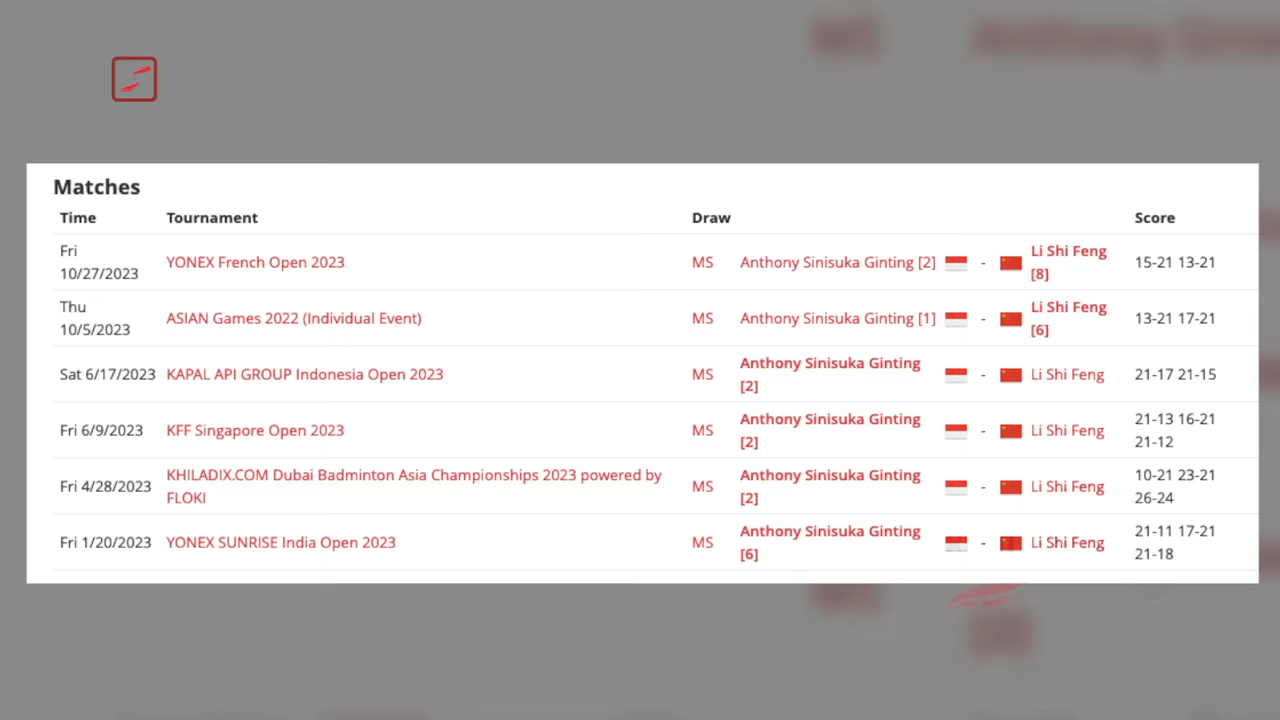 Matches
Time Tournament Draw Score
Fri
10/27/2023 YONEX French Open 2023 MS Anthony Sinisuka Ginting [2] - Li Shi Feng
[8] 15-21 13-21
Thu
10/5/2023 ASIAN Games 2022 (Individual Event) MS Anthony Sinisuka Ginting [1] - Li Shi Feng
[6] 13-21 17-21
Sat 6/17/2023 KAPAL API GROUP Indonesia Open 2023 MS Anthony Sinisuka Ginting
[2] - Li Shi Feng 21-17 21-15
Fri 6/9/2023 KFF Singapore Open 2023 MS Anthony Sinisuka Ginting
[2] - Li Shi Feng 21-13 16-21
21-12
Fri 4/28/2023 KHILADIX.COM Dubai Badminton Asia Championships 2023 powered by
FLOKI MS Anthony Sinisuka Ginting
[2] - Li Shi Feng 10-21 23-21
26-24
Fri 1/20/2023 YONEX SUNRISE India Open 2023 MS Anthony Sinisuka Ginting
[6] - Li Shi Feng 21-11 17-21
21-18